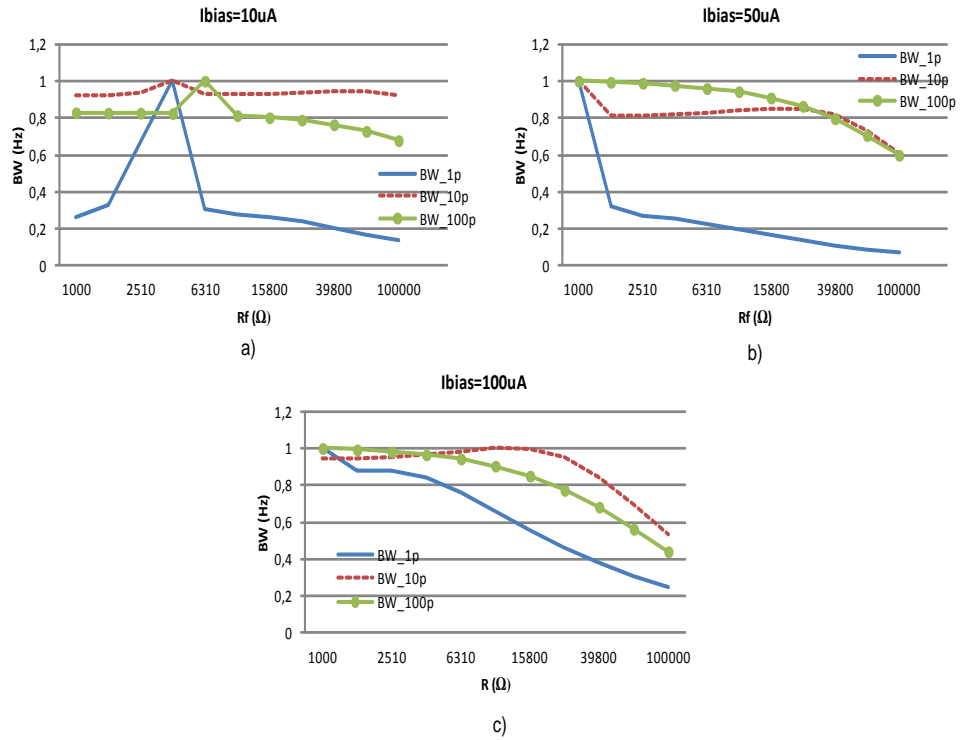 Ibias=10uA
1,2
1
0,8
0,6
0,4
0,2
0
BW (Hz)
1000 2510 6310 15800 39800 100000
Rf (Ω)
BW_1p
BW_10p
BW_100p
a)
Ibias=50uA
1,2
1
0,8
0,6
0,4
0,2
0
BW (Hz)
1000 2510 6310 15800 39800 100000
Rf (Ω)
BW_1p
BW_10p
BW_100p
b)
Ibias=100uA
1,2
1
0,8
0,6
0,4
0,2
0
BW (Hz)
1000 2510 6310 15800 39800 100000
R (Ω)
BW_1p
BW_10p
BW_100p
c)